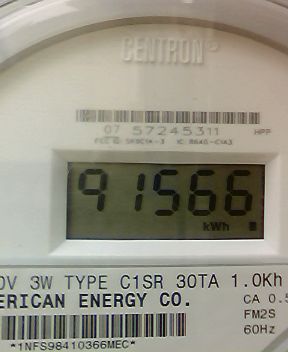 CENTRON
07 57245311 HPP
91566
kWh
0V 3W TYPE C1SR 30TA 1.0Kh
ERICAN ENERGY CO. CA 0.5
FM2S
60Hz
*1NFS98410366MEC*